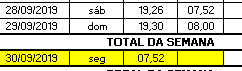 28/09/2019 sáb 19,26 07,52
29/09/2019 dom 19,30 08,00
TOTAL DA SEMANA
30/09/2019 seg 07,52